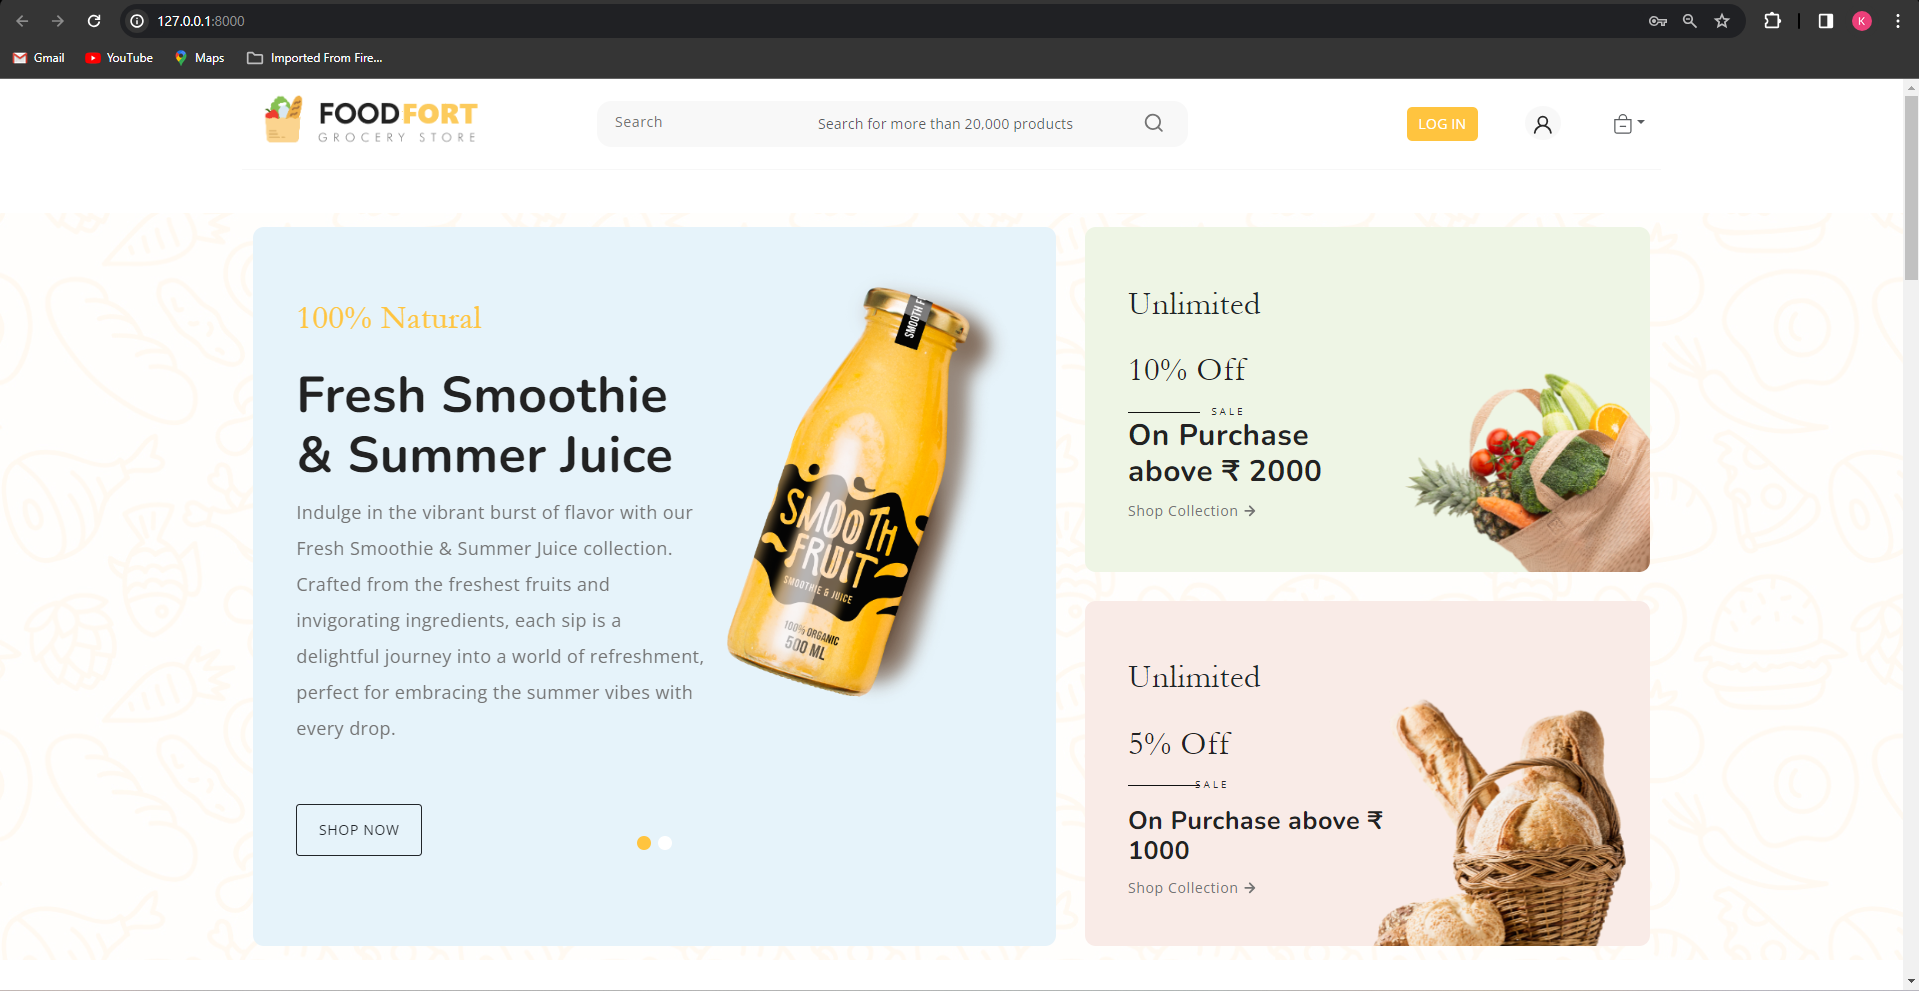 127.0.0.1:8000
K
Gmail
YouTube
Maps
Imported From Fire...
FOODFORT
GROCERY STORE
Search
Search for more than 20,000 products
LOG IN
100% Natural
Fresh Smoothie
& Summer Juice
Indulge in the vibrant burst of flavor with our
Fresh Smoothie & Summer Juice collection.
Crafted from the freshest fruits and
invigorating ingredients, each sip is a
delightful journey into a world of refreshment,
perfect for embracing the summer vibes with
every drop.
SHOP NOW
SMOOTH F
SMOOTH
FRUIT
SMOOTHIE & JUICE
100% ORGANIC
500 ML
Unlimited
10% Off
SALE
On Purchase
above ₹ 2000
Shop Collection →
Unlimited
5% Off
SALE
On Purchase above ₹
1000
Shop Collection →